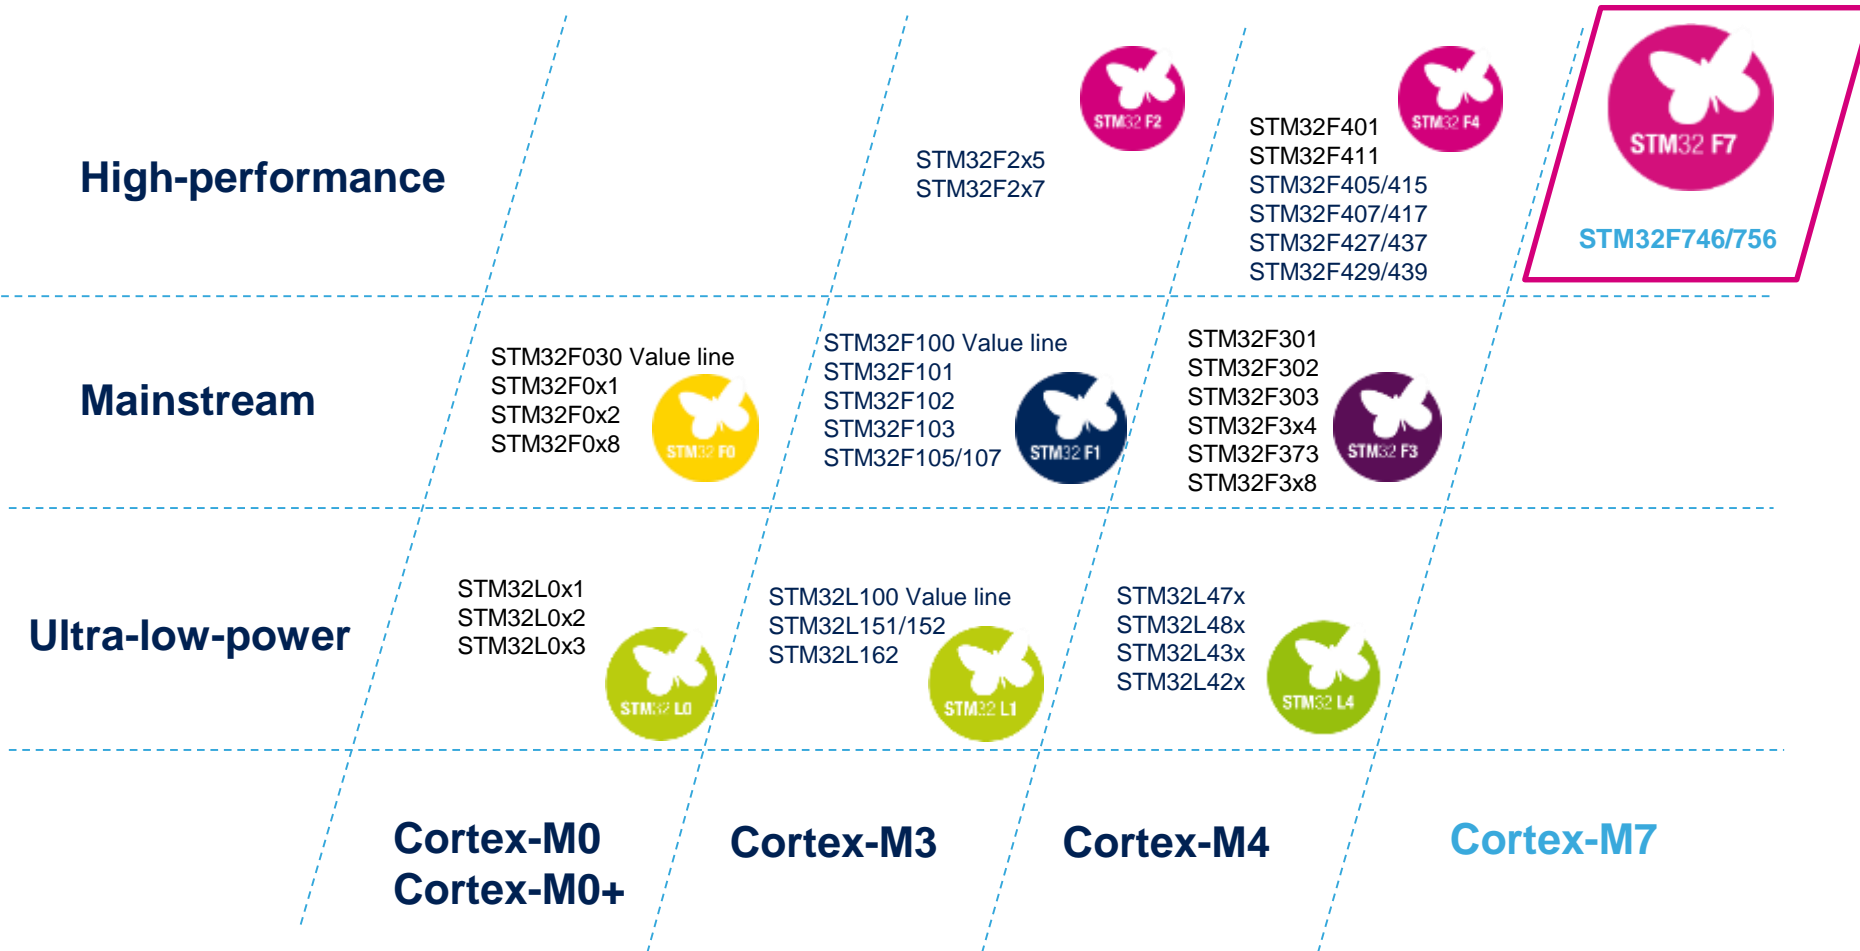 High-performance
STM32F2x5
STM32F2x7
STM32 F2
STM32F401
STM32F411
STM32F405/415
STM32F407/417
STM32F427/437
STM32F429/439
STM32 F4
STM32 F7
STM32F746/756
Mainstream
STM32F030 Value line
STM32F0x1
STM32F0x2
STM32F0x8
STM32 F0
STM32F100 Value line
STM32F101
STM32F102
STM32F103
STM32F105/107
STM32 F1
STM32F301
STM32F302
STM32F303
STM32F3x4
STM32F373
STM32F3x8
STM32 F3
Ultra-low-power
STM32L0x1
STM32L0x2
STM32L0x3
STM32 L0
STM32L100 Value line
STM32L151/152
STM32L162
STM32 L1
STM32L47x
STM32L48x
STM32L43x
STM32L42x
STM32 L4
Cortex-M0
Cortex-M0+
Cortex-M3
Cortex-M4
Cortex-M7